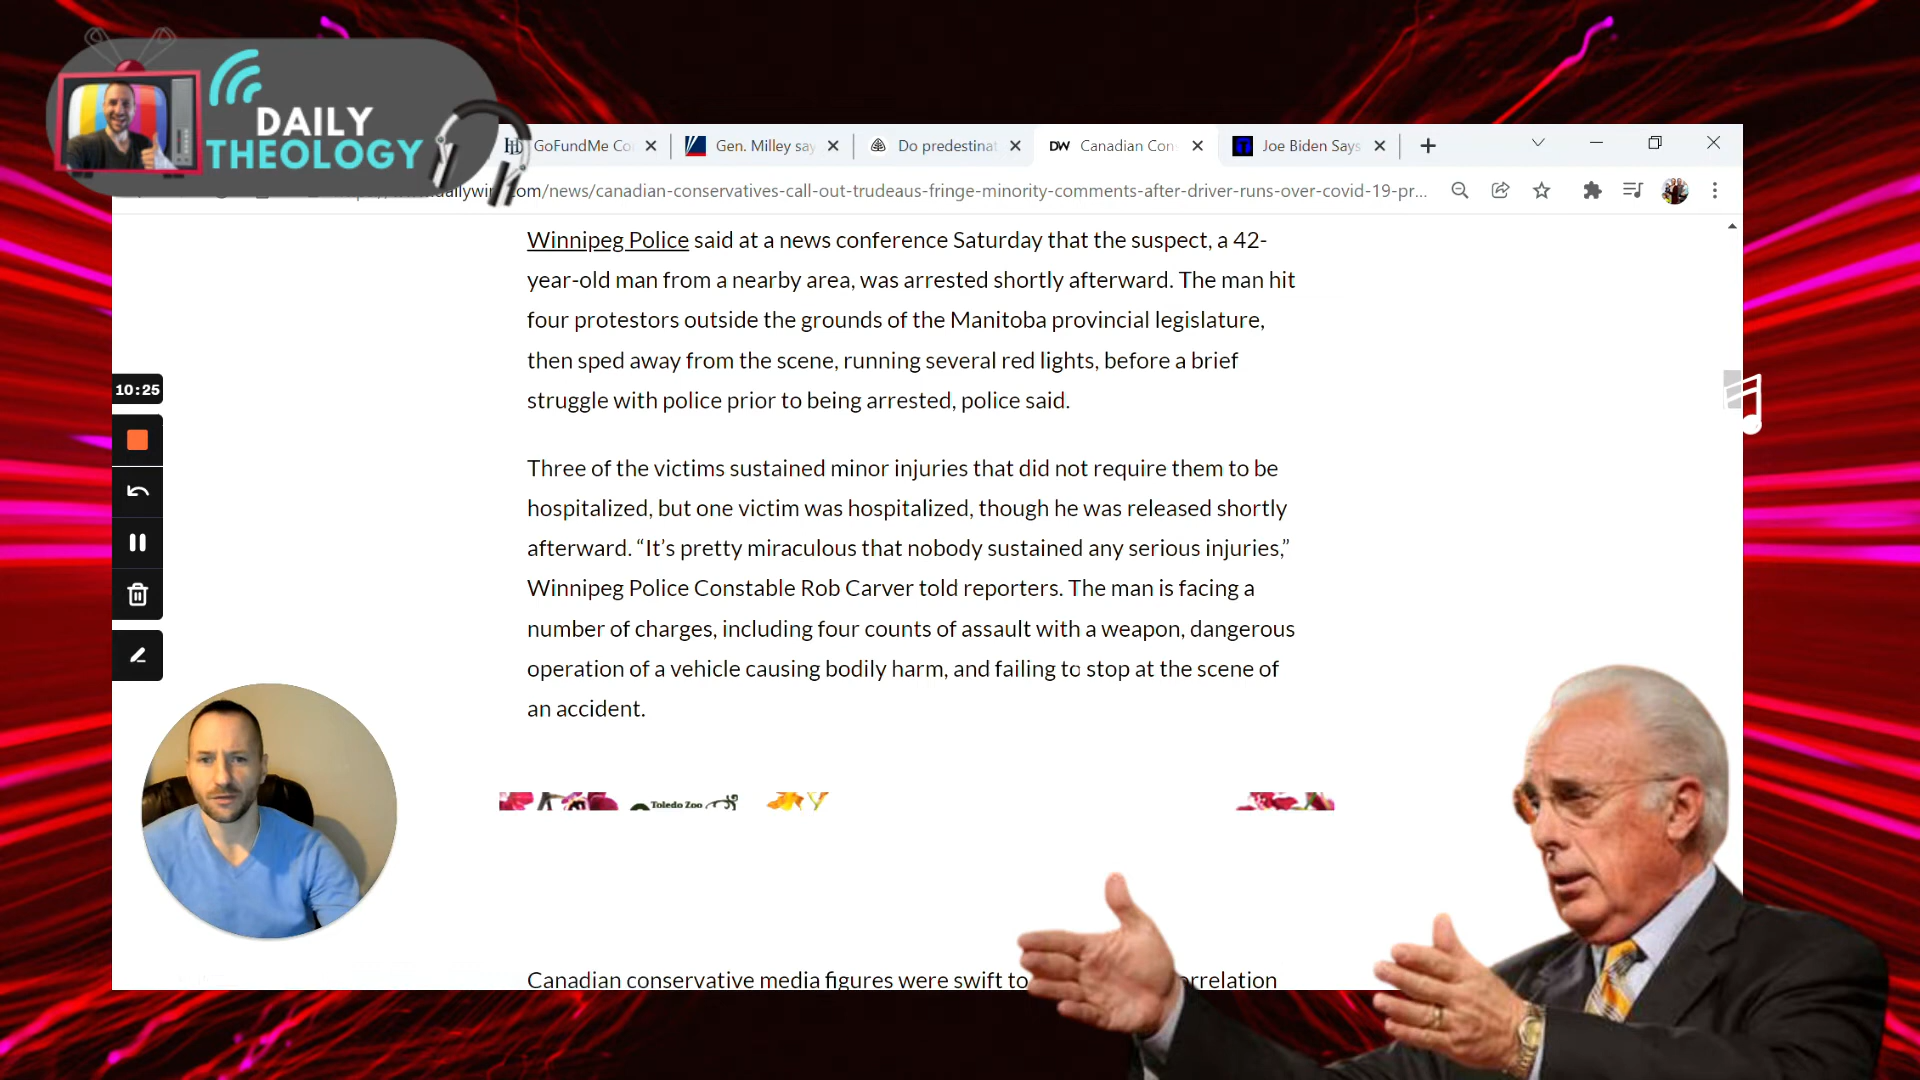 DAILY
THEOLOGY
GoFundMe Co
Gen. Milley say
Do predestinat
DW Canadian Con
Joe Biden Says
om/news/canadian-conservatives-call-out-trudeaus-fringe-minority-comments-after-driver-runs-over-covid-19-pr...
Winnipeg Police said at a news conference Saturday that the suspect, a 42-
year-old man from a nearby area, was arrested shortly afterward. The man hit
four protestors outside the grounds of the Manitoba provincial legislature,
then sped away from the scene, running several red lights, before a brief
struggle with police prior to being arrested, police said.
10:25
Three of the victims sustained minor injuries that did not require them to be
hospitalized, but one victim was hospitalized, though he was released shortly
afterward. “It’s pretty miraculous that nobody sustained any serious injuries,”
Winnipeg Police Constable Rob Carver told reporters. The man is facing a
number of charges, including four counts of assault with a weapon, dangerous
operation of a vehicle causing bodily harm, and failing to stop at the scene of
an accident.
Toledo Zoo
Canadian conservative media figures were swift to rrelation